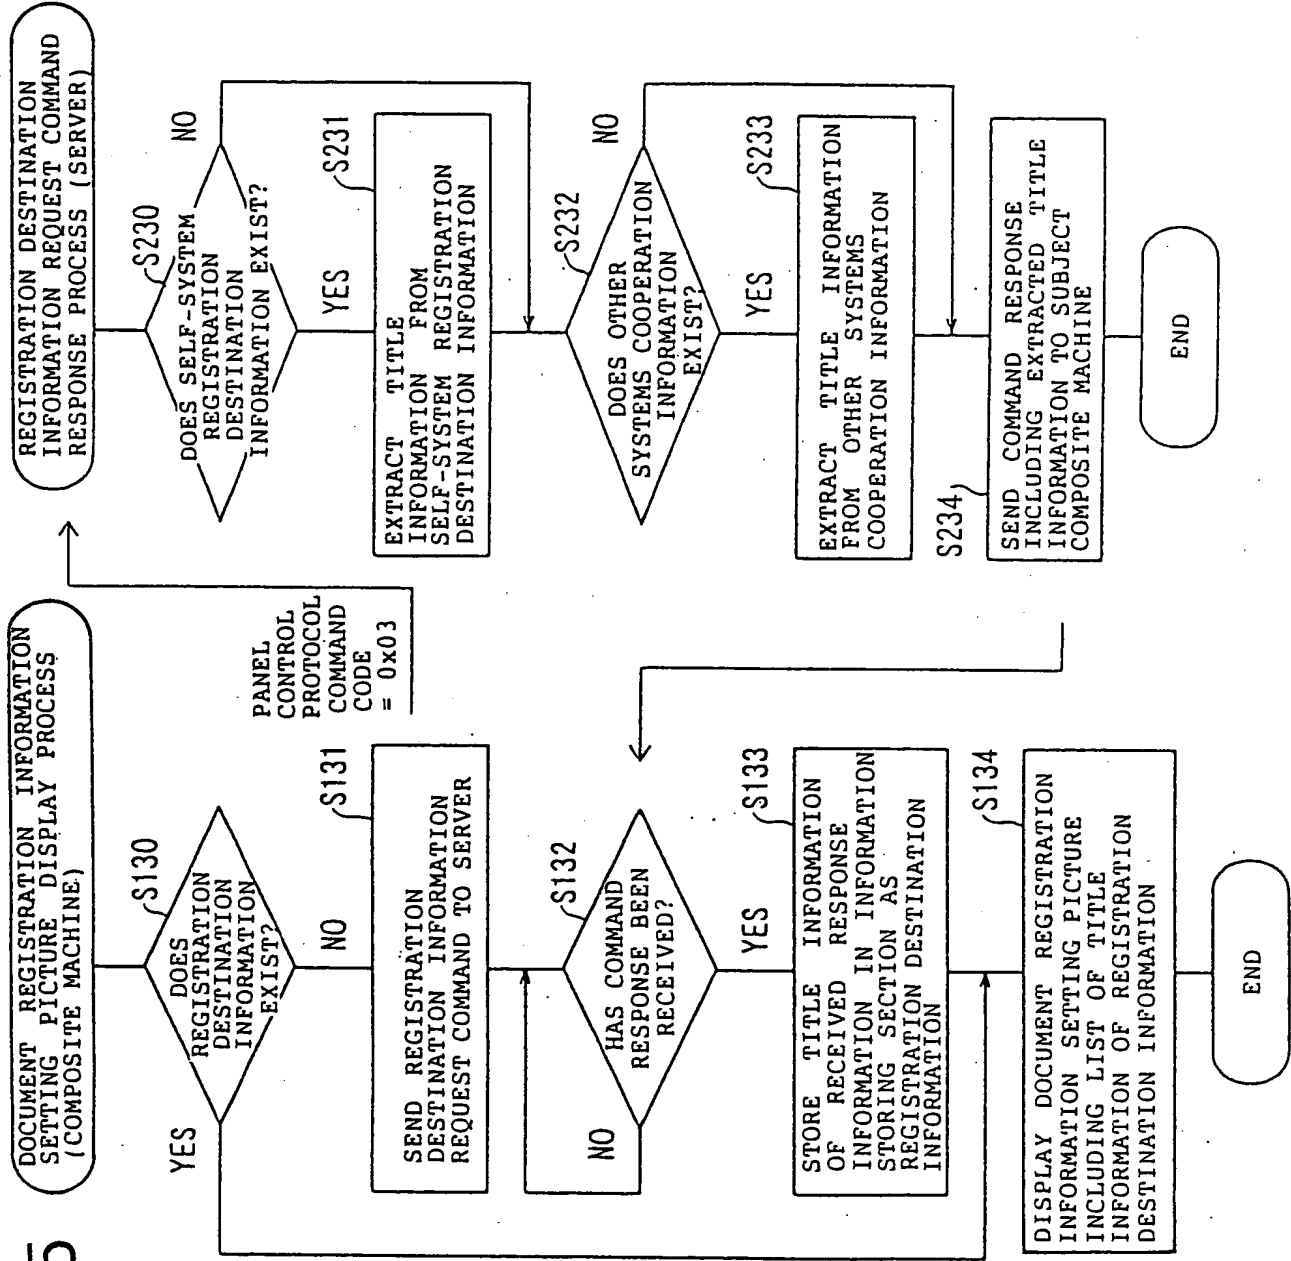 5
DOCUMENT REGISTRATION INFORMATION
SETTING PICTURE DISPLAY PROCESS
(COMPOSITE MACHINE)
S130
DOES
REGISTRATION
DESTINATION
INFORMATION
EXIST?
YES
NO
S131
SEND REGISTRATION
DESTINATION INFORMATION
REQUEST COMMAND TO SERVER
PANEL
CONTROL
PROTOCOL
COMMAND
CODE
= 0x03
S132
HAS COMMAND
RESPONSE BEEN
RECEIVED?
NO
YES
S133
STORE TITLE INFORMATION
OF RECEIVED RESPONSE
INFORMATION IN INFORMATION
STORING SECTION AS
REGISTRATION DESTINATION
INFORMATION
S134
DISPLAY DOCUMENT REGISTRATION
INFORMATION SETTING PICTURE
INCLUDING LIST OF TITLE
INFORMATION OF REGISTRATION
DESTINATION INFORMATION
END
REGISTRATION DESTINATION
INFORMATION REQUEST COMMAND
RESPONSE PROCESS (SERVER)
S230
DOES SELF-SYSTEM
REGISTRATION
DESTINATION
INFORMATION EXIST?
NO
YES
S231
EXTRACT TITLE
INFORMATION FROM
SELF-SYSTEM REGISTRATION
DESTINATION INFORMATION
S232
DOES OTHER
SYSTEMS COOPERATION
INFORMATION
EXIST?
NO
YES
S233
EXTRACT TITLE INFORMATION
FROM OTHER SYSTEMS
COOPERATION INFORMATION
S234
SEND COMMAND RESPONSE
INCLUDING EXTRACTED TITLE
INFORMATION TO SUBJECT
COMPOSITE MACHINE
END